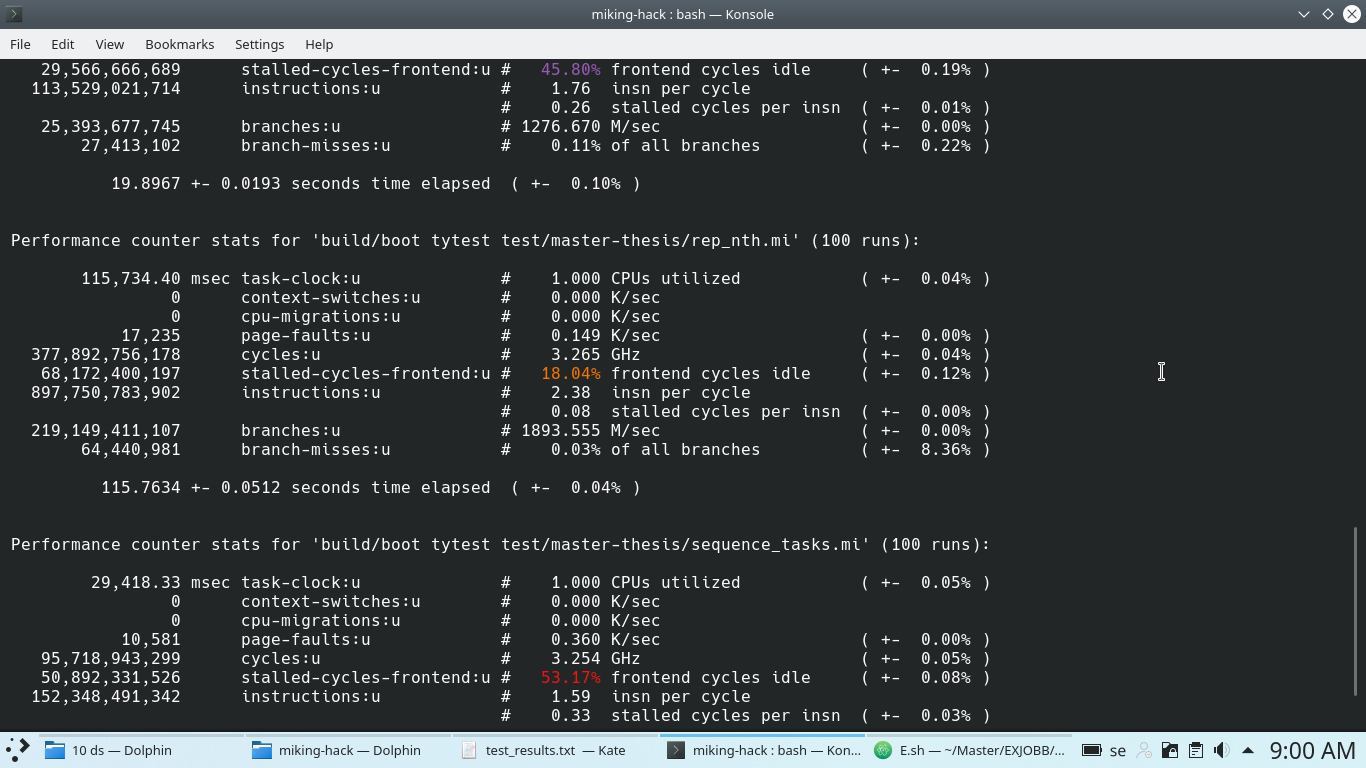 miking-hack : bash — Konsole
File Edit View Bookmarks Settings Help
29,566,666,689 stalled-cycles-frontend:u # 45.80% frontend cycles idle ( +- 0.19% )
113,529,021,714 instructions:u # 1.76 insn per cycle
# 0.26 stalled cycles per insn ( +- 0.01% )
25,393,677,745 branches:u # 1276.670 M/sec ( +- 0.00% )
27,413,102 branch-misses:u # 0.11% of all branches ( +- 0.22% )
19.8967 +- 0.0193 seconds time elapsed ( +- 0.10% )
Performance counter stats for 'build/boot tytest test/master-thesis/rep_nth.mi' (100 runs):
115,734.40 msec task-clock:u # 1.000 CPUs utilized ( +- 0.04% )
0 context-switches:u # 0.000 K/sec
0 cpu-migrations:u # 0.000 K/sec
17,235 page-faults:u # 0.149 K/sec ( +- 0.00% )
377,892,756,178 cycles:u # 3.265 GHz ( +- 0.04% )
68,172,400,197 stalled-cycles-frontend:u # 18.04% frontend cycles idle ( +- 0.12% )
897,750,783,902 instructions:u # 2.38 insn per cycle
# 0.08 stalled cycles per insn ( +- 0.00% )
219,149,411,107 branches:u # 1893.555 M/sec ( +- 0.00% )
64,440,981 branch-misses:u # 0.03% of all branches ( +- 8.36% )
115.7634 +- 0.0512 seconds time elapsed ( +- 0.04% )
Performance counter stats for 'build/boot tytest test/master-thesis/sequence_tasks.mi' (100 runs):
29,418.33 msec task-clock:u # 1.000 CPUs utilized ( +- 0.05% )
0 context-switches:u # 0.000 K/sec
0 cpu-migrations:u # 0.000 K/sec
10,581 page-faults:u # 0.360 K/sec ( +- 0.00% )
95,718,943,299 cycles:u # 3.254 GHz ( +- 0.05% )
50,892,331,526 stalled-cycles-frontend:u # 53.17% frontend cycles idle ( +- 0.08% )
152,348,491,342 instructions:u # 1.59 insn per cycle
# 0.33 stalled cycles per insn ( +- 0.03% )
10 ds — Dolphin miking-hack — Dolphin test_results.txt — Kate miking-hack : bash — Kon... E.sh — ~/Master/EXJOBB/... se 9:00 AM